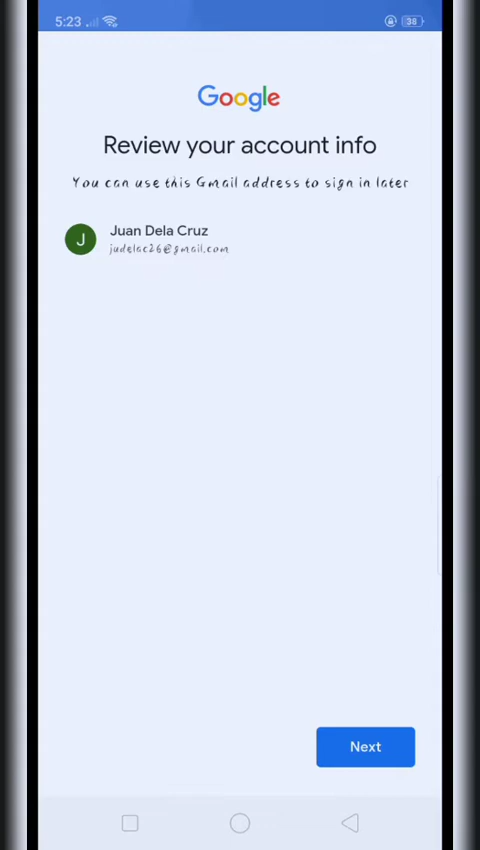 5:23
38
Google
Review your account info
You can use this Gmail address to sign in later
J
Juan Dela Cruz
judelac26@gmail.com
Next